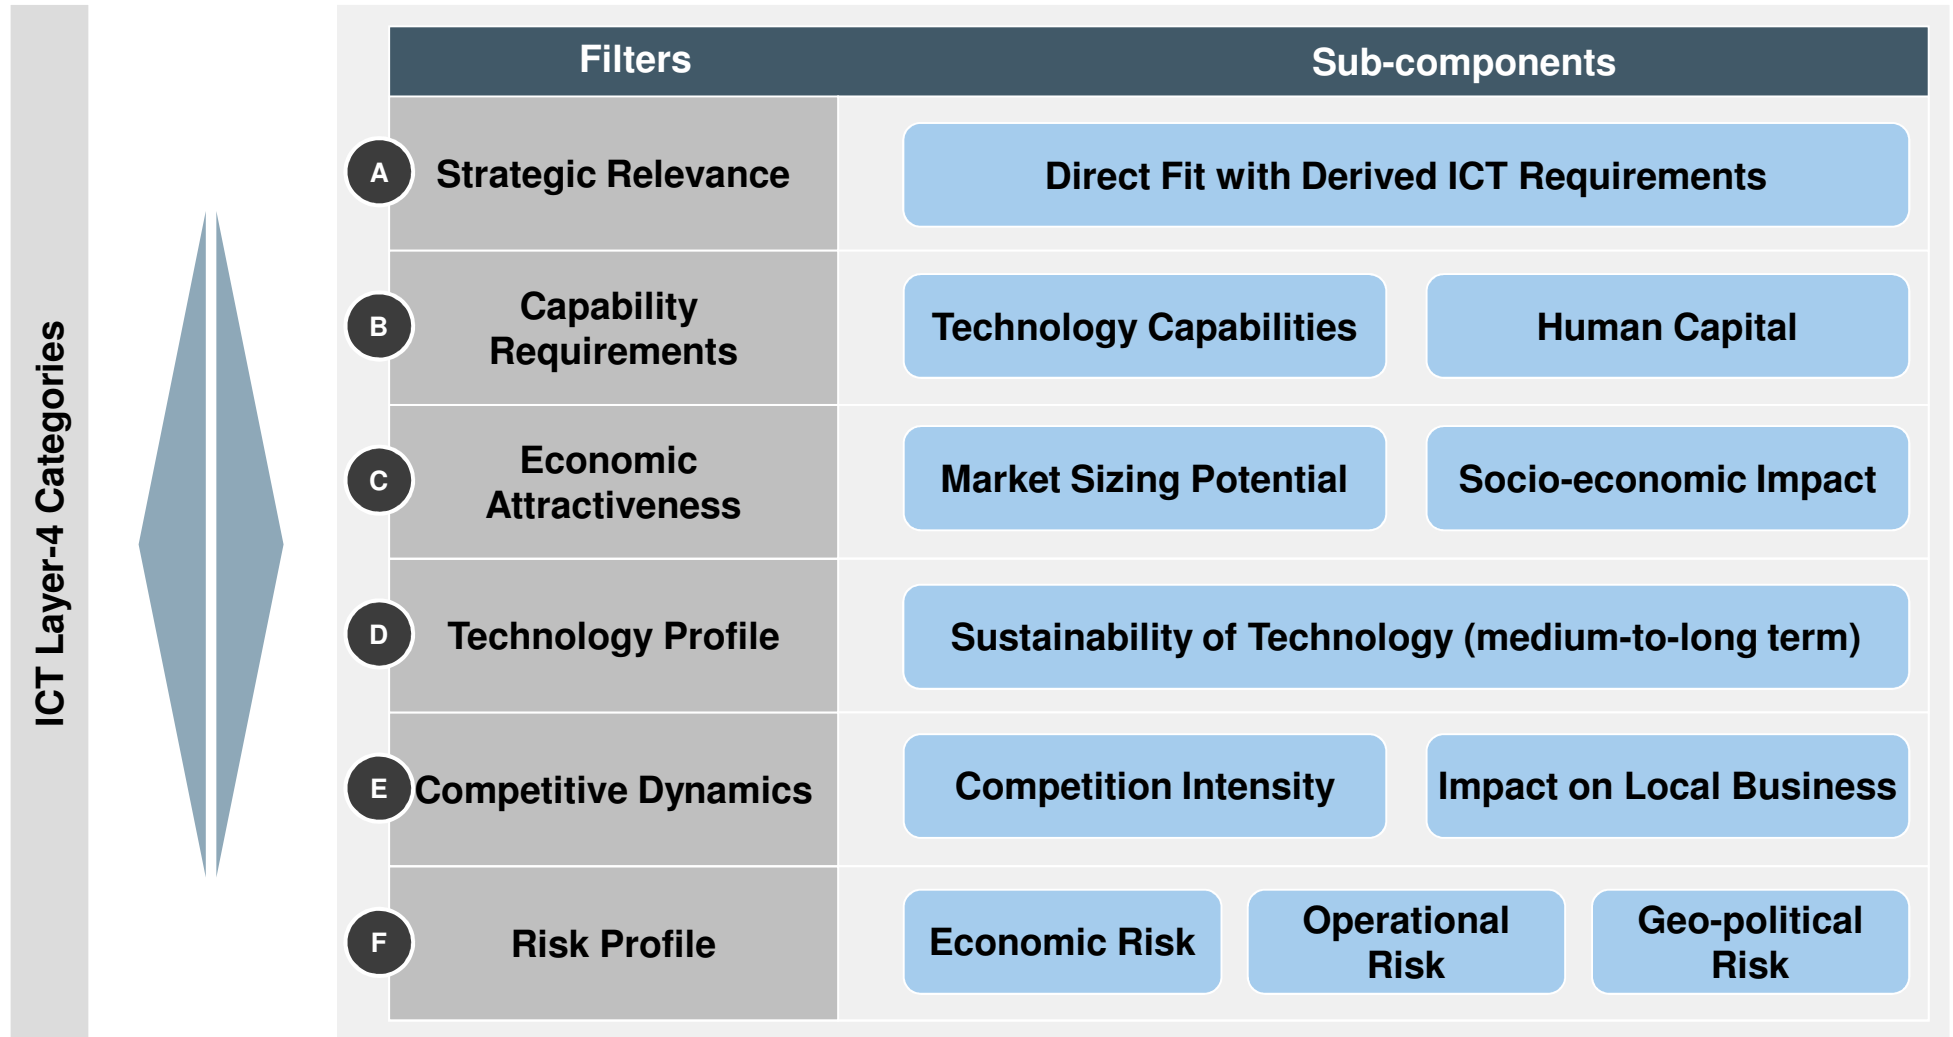 ICT Layer-4 Categories
Filters
Sub-components
A
Strategic Relevance
Direct Fit with Derived ICT Requirements
B
Capability
Requirements
Technology Capabilities
Human Capital
C
Economic
Attractiveness
Market Sizing Potential
Socio-economic Impact
D
Technology Profile
Sustainability of Technology (medium-to-long term)
E
Competitive Dynamics
Competition Intensity
Impact on Local Business
F
Risk Profile
Economic Risk
Operational
Risk
Geo-political
Risk